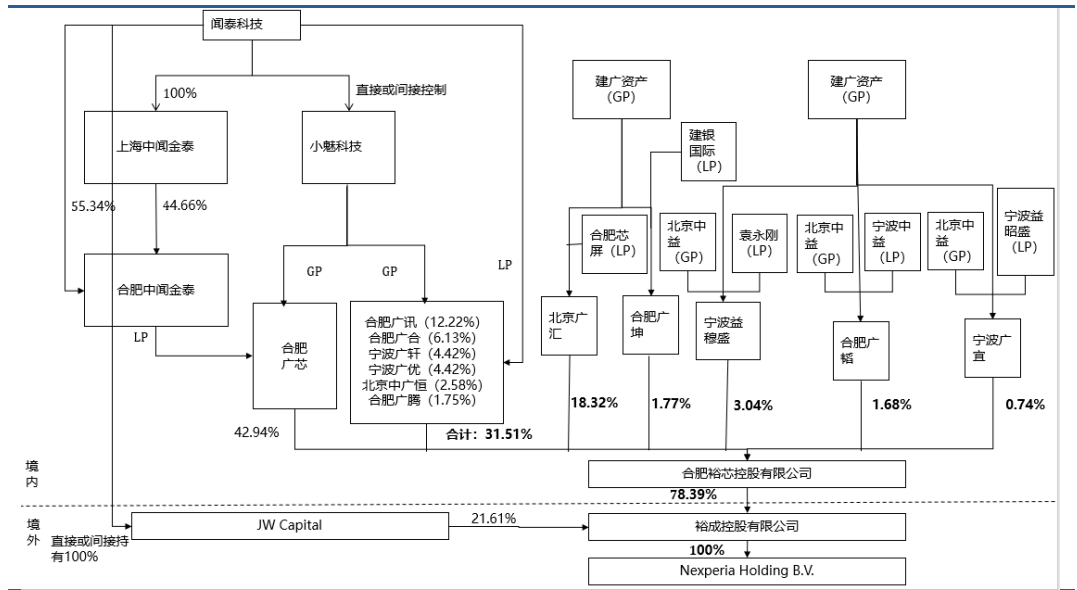 闻泰科技
100%
直接或间接控制
上海中闻金泰
小魅科技
55.34%
44.66%
合肥中闻金泰
LP
GP
GP
LP
合肥
广芯
合肥广讯（12.22%）
合肥广合（6.13%）
宁波广轩（4.42%）
宁波广优（4.42%）
北京中广恒（2.58%）
合肥广腾（1.75%）
42.94%
合计：31.51%
建广资产
（GP）
建广资产
（GP）
建银
国际
（LP）
合肥芯
屏（LP）
北京中
益
（GP）
袁永刚
（LP）
北京中
益
（GP）
宁波中
益
（LP）
北京中
益
（GP）
宁波益
昭盛
（LP）
北京广
汇
合肥广
坤
宁波益
穆盛
合肥广
韬
宁波广
宜
18.32%
1.77%
3.04%
1.68%
0.74%
境
内
合肥裕芯控股有限公司
78.39%
境
外
直接或间接持
有100%
JW Capital
21.61%
裕成控股有限公司
100%
Nexperia Holding B.V.